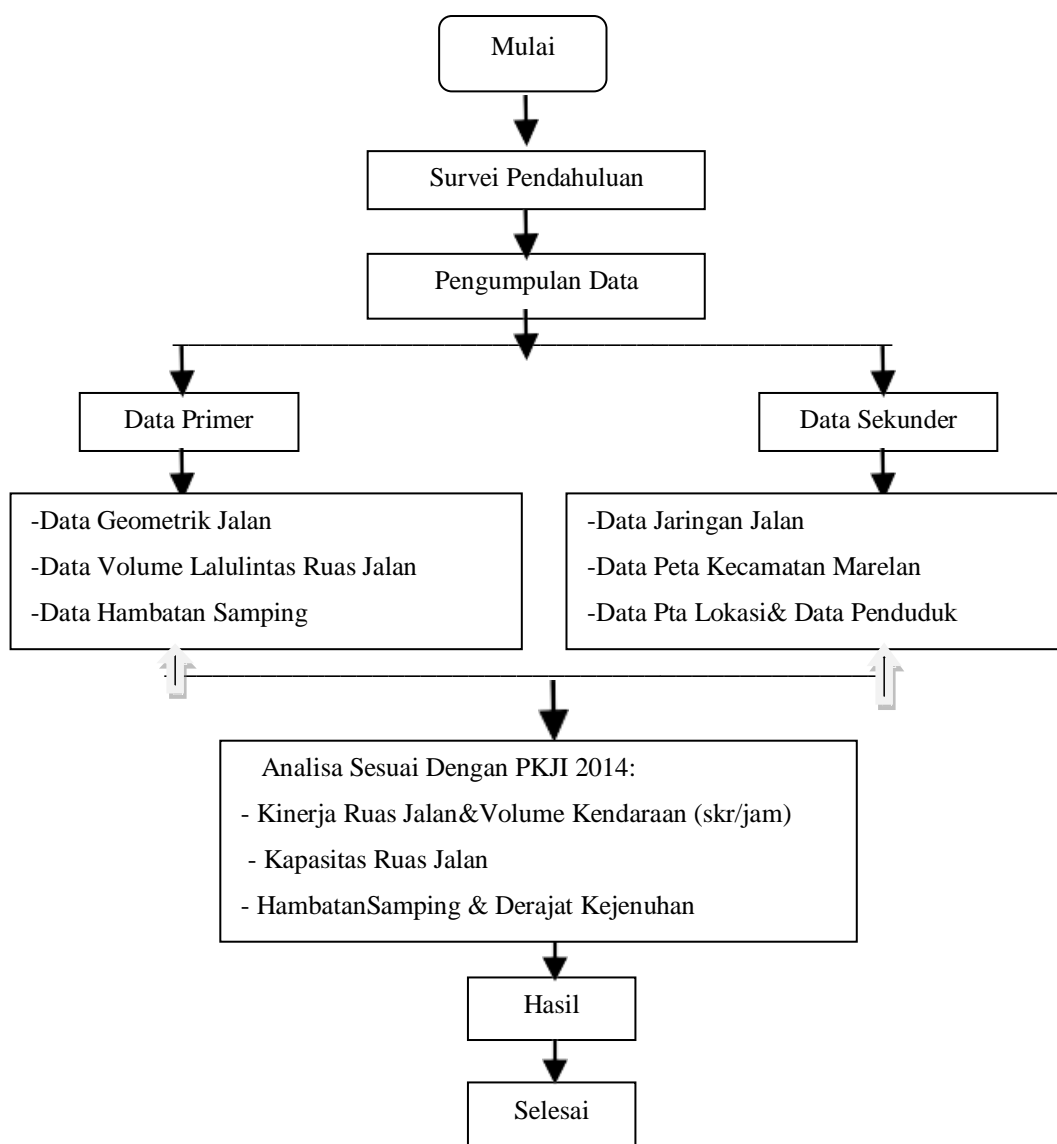 Mulai
Survei Pendahuluan
Pengumpulan Data
Data Primer
Data Sekunder
-Data Geometrik Jalan
-Data Volume Lalulintas Ruas Jalan
-Data Hambatan Samping
-Data Jaringan Jalan
-Data Peta Kecamatan Marelan
-Data Pta Lokasi& Data Penduduk
Analisa Sesuai Dengan PKJI 2014:
- Kinerja Ruas Jalan&Volume Kendaraan (skr/jam)
- Kapasitas Ruas Jalan
- HambatanSamping & Derajat Kejenuhan
Hasil
Selesai